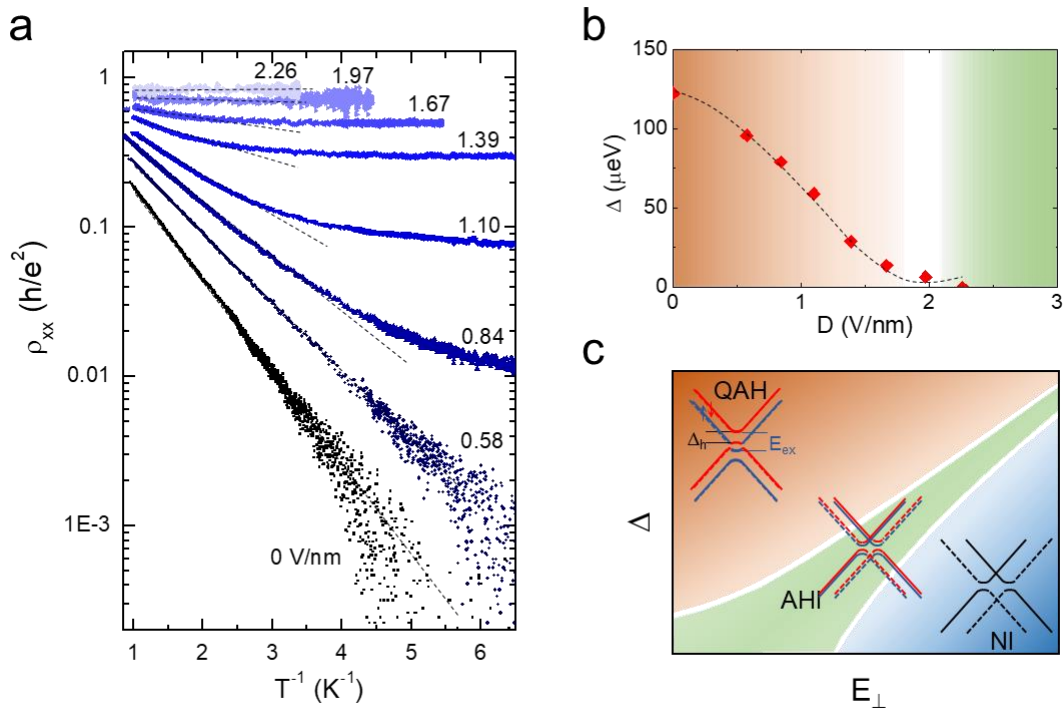 a
1
0.1
0.01
1E-3
ρxx (h/e²)
2.26
1.97
1.67
1.39
1.10
0.84
0.58
0 V/nm
1 2 3 4 5 6
T⁻¹ (K⁻¹)
b
150
100
50
0
Δ (μeV)
0 1 2 3
D (V/nm)
c
QAH
Δh
Eex
AHI
NI
Δ
E⊥